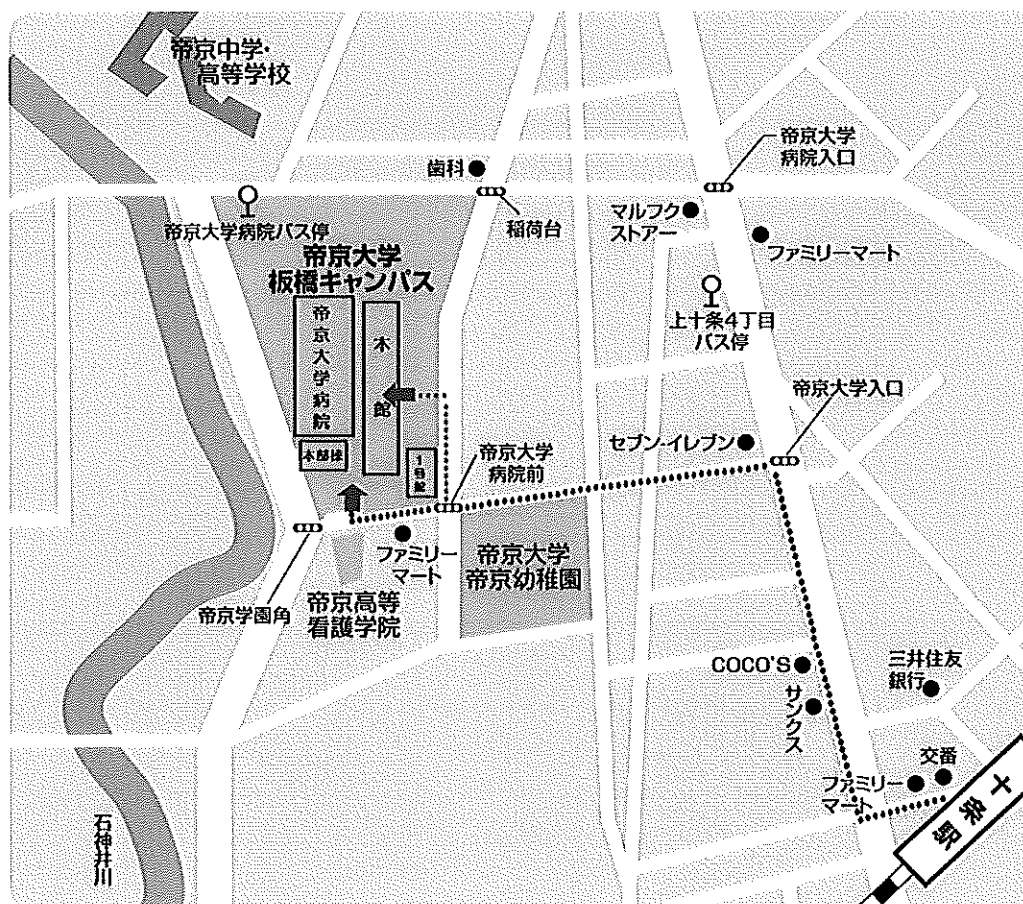 帝京中学・
高等学校
歯科
帝京大学
病院入口
稲荷台
マルフク
ストアー
ファミリーマート
帝京大学病院バス停
帝京大学
板橋キャンパス
帝京大学病院
本館
上十条4丁目
バス停
帝京大学入口
セブン-イレブン
1号館
帝京大学
病院前
ファミリー
マート
帝京大学
帝京幼稚園
帝京学園角
帝京高等
看護学院
COCO'S
サンクス
三井住友
銀行
交番
ファミリー
マート
十条駅
石神井川